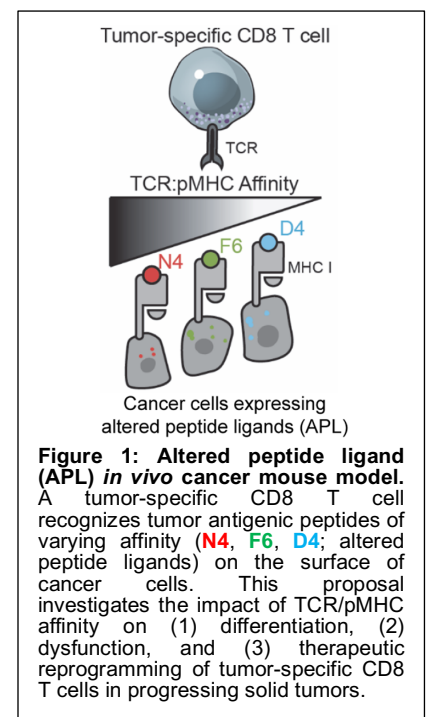 Tumor-specific CD8 T cell
TCR
TCR:pMHC Affinity
N4
F6
D4
MHC I
Cancer cells expressing
altered peptide ligands (APL)
Figure 1: Altered peptide ligand
(APL) in vivo cancer mouse model.
A tumor-specific CD8 T cell
recognizes tumor antigenic peptides of
varying affinity (N4, F6, D4; altered
peptide ligands) on the surface of
cancer cells. This proposal
investigates the impact of TCR/pMHC
affinity on (1) differentiation, (2)
dysfunction, and (3) therapeutic
reprogramming of tumor-specific CD8
T cells in progressing solid tumors.